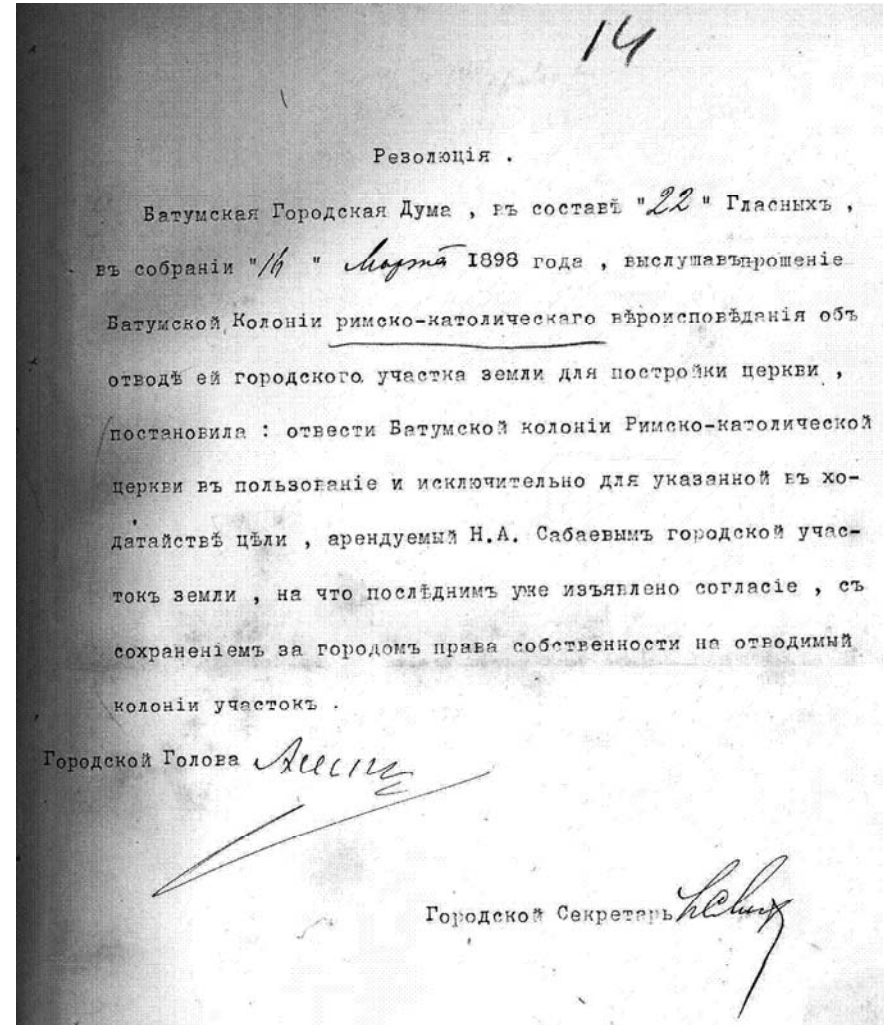 14
Резолюція .
Батумская Городская Дума , въ составѣ "22" Гласныхъ ,
въ собраніи "16 " Марта 1898 года , выслушавъпрошеніе
Батумской Колоніи римско-католическаго вѣроисповѣданія объ
отводѣ ей городского участка земли для постройки церкви ,
постановила : отвести Батумской колоніи Римско-католической
церкви въ пользованіе и исключительно для указанной въ хо-
датайствѣ цѣли , арендуемый Н.А. Сабаевымъ городской учас-
токъ земли , на что послѣднимъ уже изъявлено согласіе , съ
сохраненіемъ за городомъ права собственности на отводимый
колоніи участокъ .
Городской Голова
Городской Секретарь